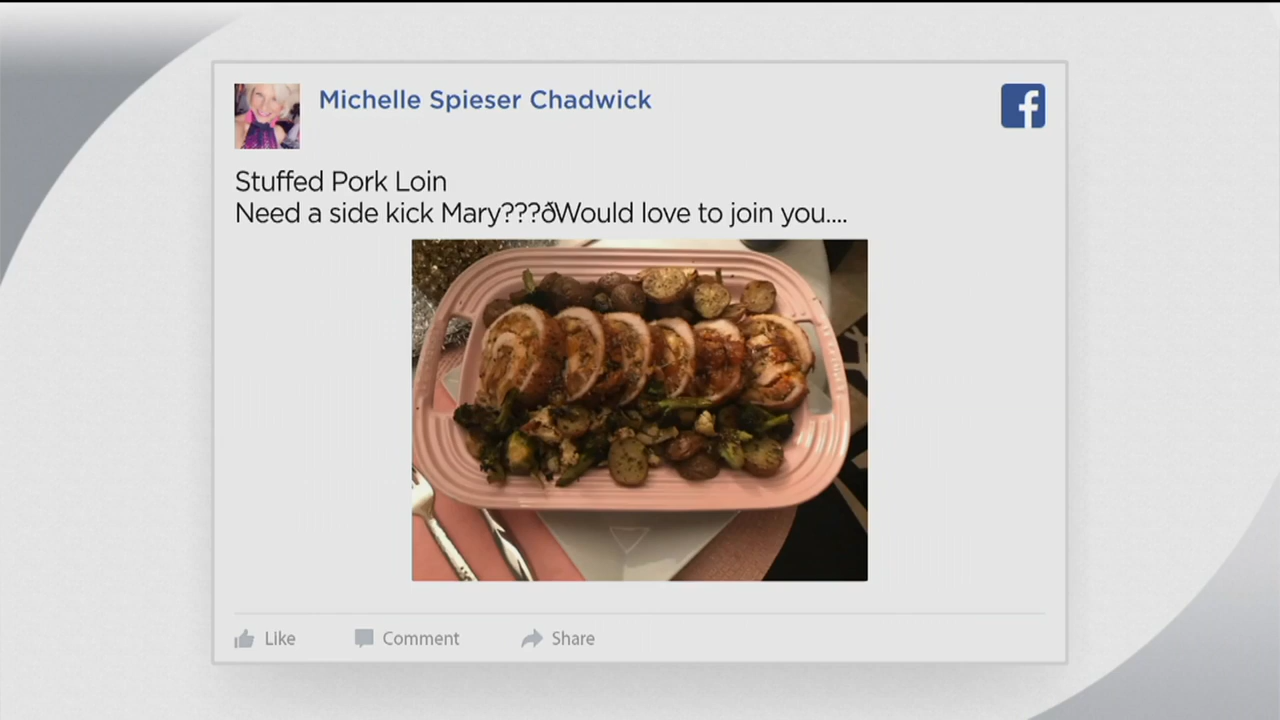 Michelle Spieser Chadwick
f
Stuffed Pork Loin
Need a side kick Mary???ðWould love to join you....
Like
Comment
Share